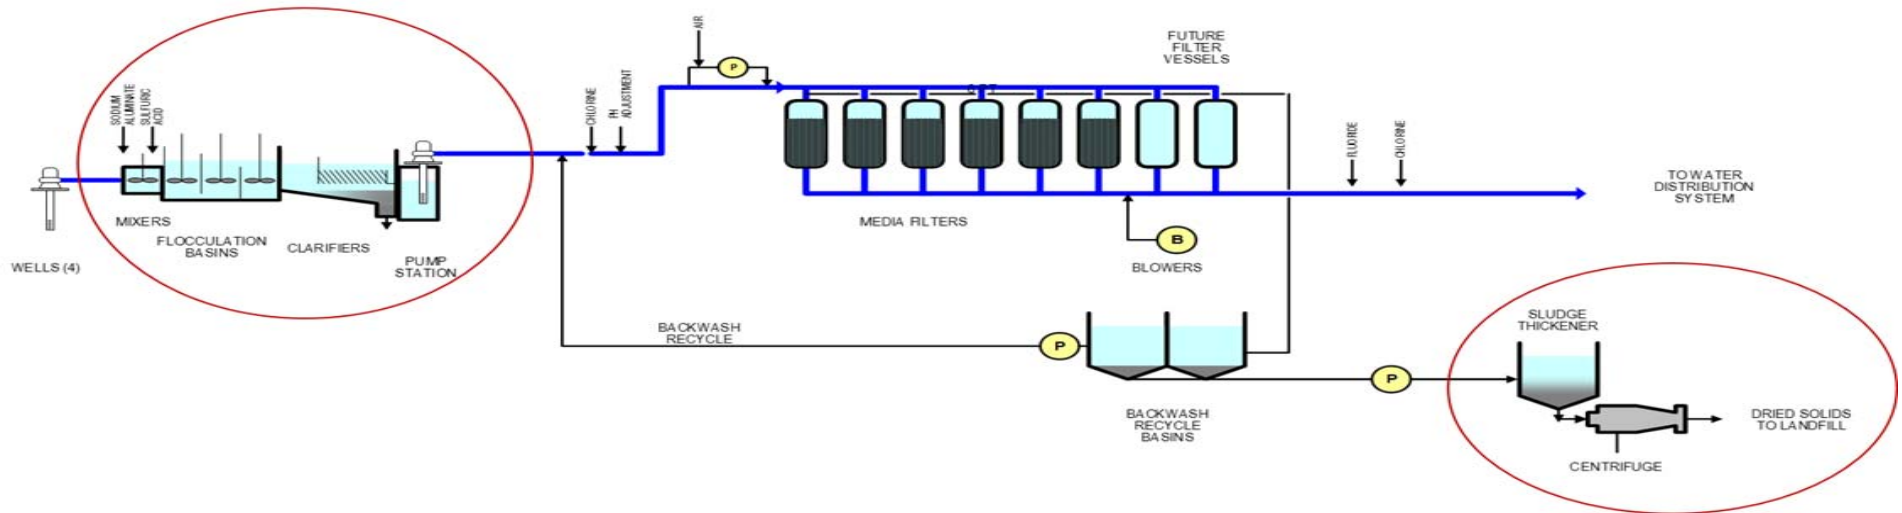 AIR
FUTURE
FILTER
VESSELS
SODIUM
ALUMINATE
SULFURIC
ACID
CHLORINE
PH
ADJUSTMENT
P
FLUORIDE
CHLORINE
TO WATER
DISTRIBUTION
SYSTEM
MIXERS
FLOCCULATION
BASINS
CLARIFIERS
PUMP
STATION
WELLS (4)
MEDIA FILTERS
B
BLOWERS
BACKWASH
RECYCLE
P
P
BACKWASH
RECYCLE
BASINS
SLUDGE
THICKENER
DRIED SOLIDS
TO LANDFILL
CENTRIFUGE